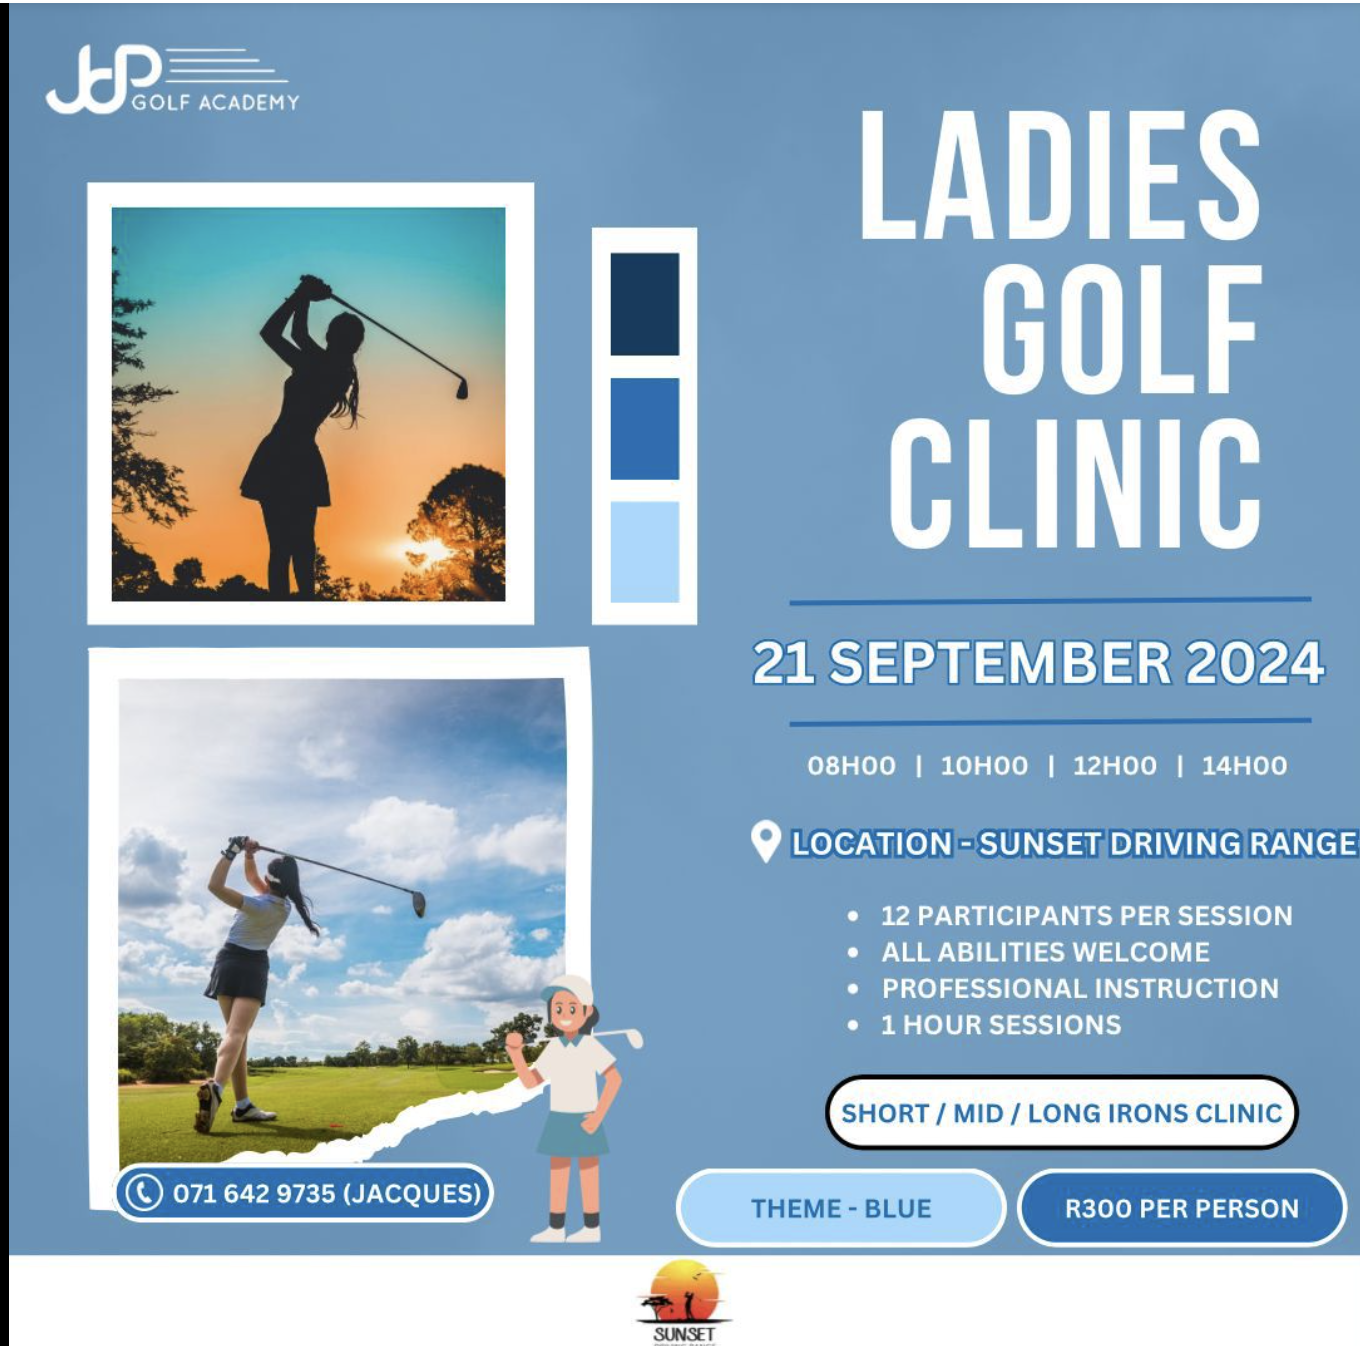 JdP
GOLF ACADEMY
LADIES
GOLF
CLINIC
21 SEPTEMBER 2024
08H00 | 10H00 | 12H00 | 14H00
LOCATION - SUNSET DRIVING RANGE
• 12 PARTICIPANTS PER SESSION
• ALL ABILITIES WELCOME
• PROFESSIONAL INSTRUCTION
• 1 HOUR SESSIONS
SHORT / MID / LONG IRONS CLINIC
071 642 9735 (JACQUES)
THEME - BLUE
R300 PER PERSON
SUNSET